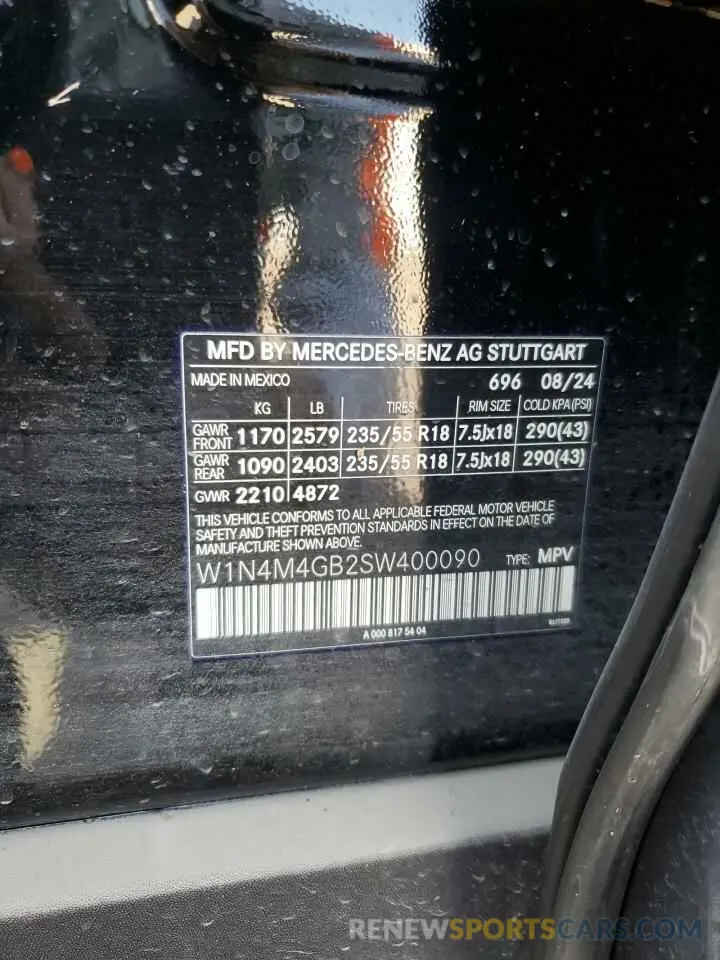 MFD BY MERCEDES-BENZ AG STUTTGART
MADE IN MEXICO 696 08/24
KG LB TIRES RIM SIZE COLD KPA (PSI)
GAWR FRONT 1170 2579 235/55 R18 7.5Jx18 290(43)
GAWR REAR 1090 2403 235/55 R18 7.5Jx18 290(43)
GVWR 2210 4872
THIS VEHICLE CONFORMS TO ALL APPLICABLE FEDERAL MOTOR VEHICLE
SAFETY AND THEFT PREVENTION STANDARDS IN EFFECT ON THE DATE OF
MANUFACTURE SHOWN ABOVE.
W1N4M4GB2SW400090 TYPE: MPV
A 000 817 54 04
RENEWSPORTSCARS.COM